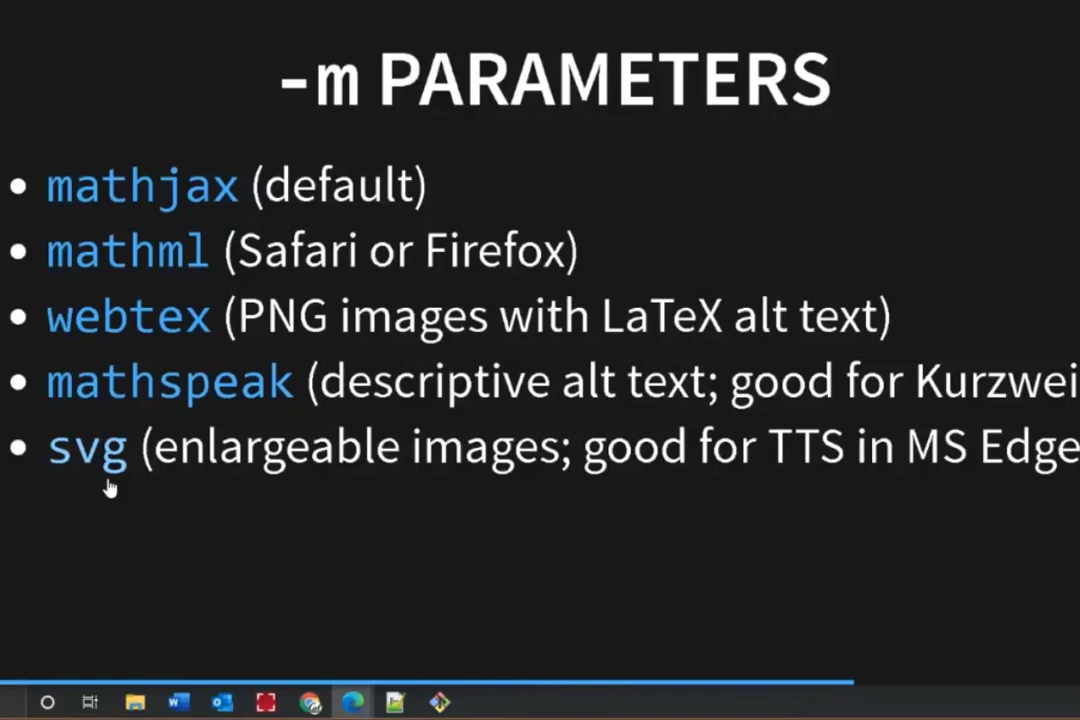 -m PARAMETERS
• mathjax (default)
• mathml (Safari or Firefox)
• webtex (PNG images with LaTeX alt text)
• mathspeak (descriptive alt text; good for Kurzwei
• svg (enlargeable images; good for TTS in MS Edge